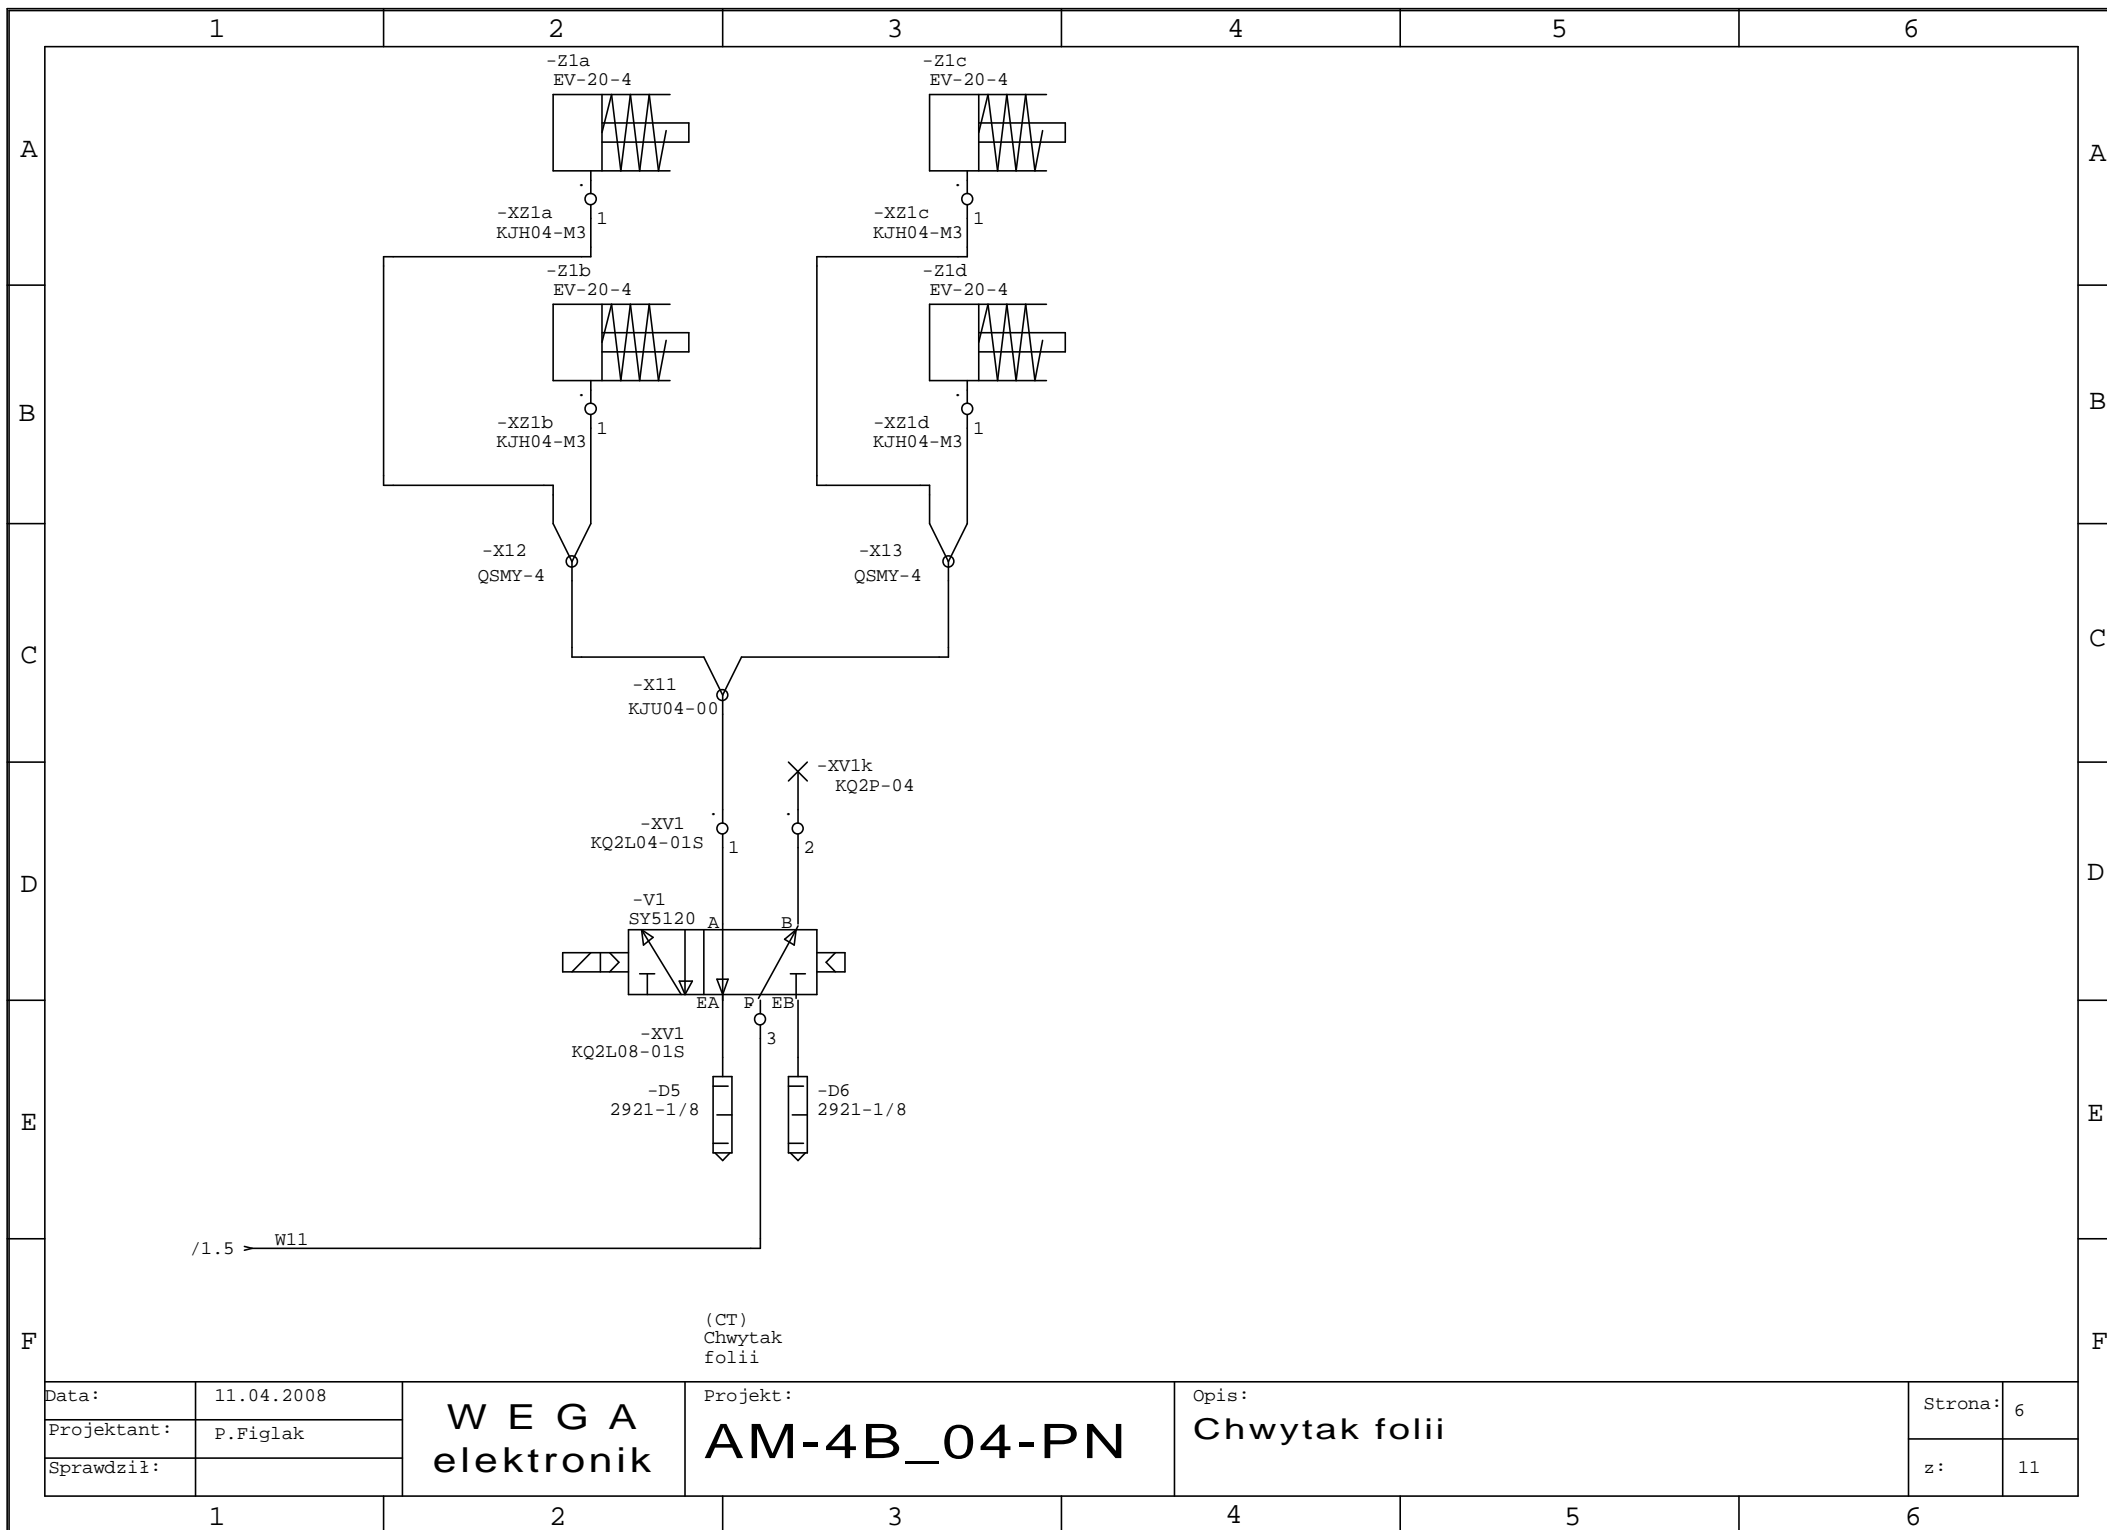 1 2 3 4 5 6
-Z1a
EV-20-4
-Z1c
EV-20-4
A
A
-XZ1a
KJH04-M3
1
-XZ1c
KJH04-M3
1
-Z1b
EV-20-4
-Z1d
EV-20-4
B
B
-XZ1b
KJH04-M3
1
-XZ1d
KJH04-M3
1
-X12
QSMY-4
-X13
QSMY-4
C
C
-X11
KJU04-00
-XV1k
KQ2P-04
-XV1
KQ2L04-01S
1
2
D
D
-V1
SY5120
A
B
EA P EB
-XV1
KQ2L08-01S
3
-D5
2921-1/8
-D6
2921-1/8
E
E
/1.5 W11
(CT)
Chwytak
folii
F
F
Data: 11.04.2008
Projektant: P.Figlak
Sprawdził:
W E G A
elektronik
Projekt:
AM-4B_04-PN
Opis:
Chwytak folii
Strona: 6
z: 11
1 2 3 4 5 6